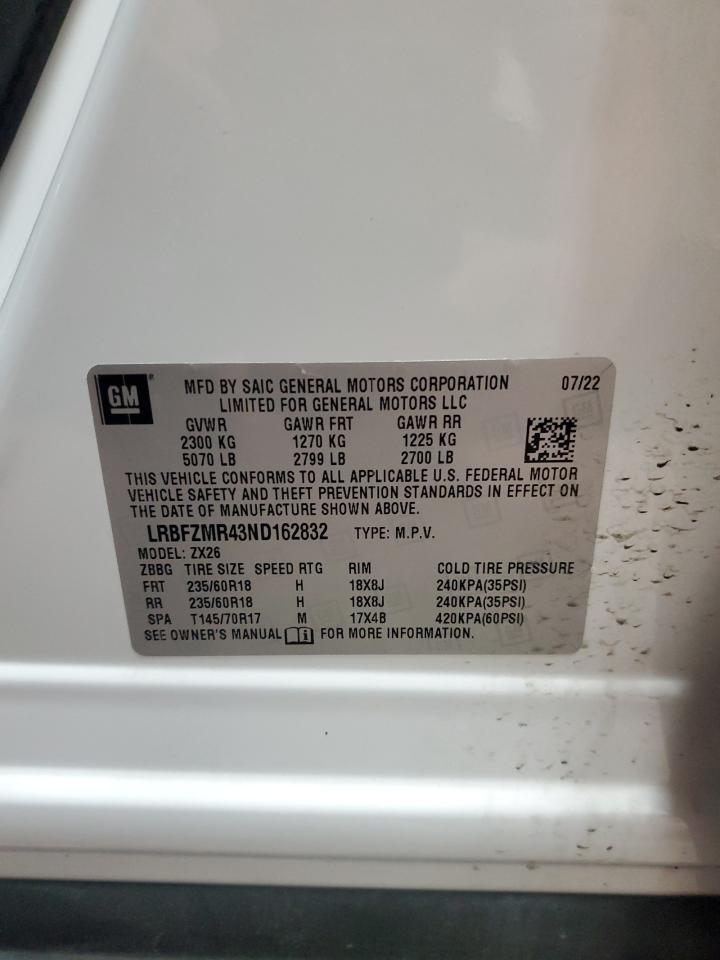 GM
MFD BY SAIC GENERAL MOTORS CORPORATION 07/22
LIMITED FOR GENERAL MOTORS LLC
GVWR GAWR FRT GAWR RR
2300 KG 1270 KG 1225 KG
5070 LB 2799 LB 2700 LB
THIS VEHICLE CONFORMS TO ALL APPLICABLE U.S. FEDERAL MOTOR
VEHICLE SAFETY AND THEFT PREVENTION STANDARDS IN EFFECT ON
THE DATE OF MANUFACTURE SHOWN ABOVE.
LRBFZMR43ND162832 TYPE: M.P.V.
MODEL: ZX26
ZBBG TIRE SIZE SPEED RTG RIM COLD TIRE PRESSURE
FRT 235/60R18 H 18X8J 240KPA(35PSI)
RR 235/60R18 H 18X8J 240KPA(35PSI)
SPA T145/70R17 M 17X4B 420KPA(60PSI)
SEE OWNER'S MANUAL FOR MORE INFORMATION.